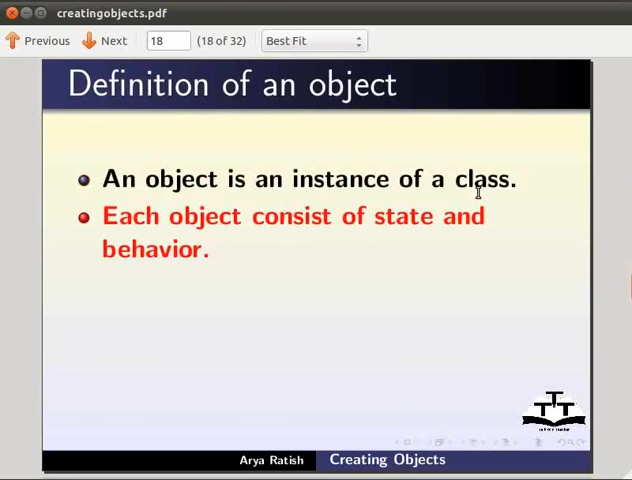 creatingobjects.pdf
Previous Next 18 (18 of 32) Best Fit
Definition of an object
An object is an instance of a class.
Each object consist of state and
behavior.
Arya Ratish Creating Objects